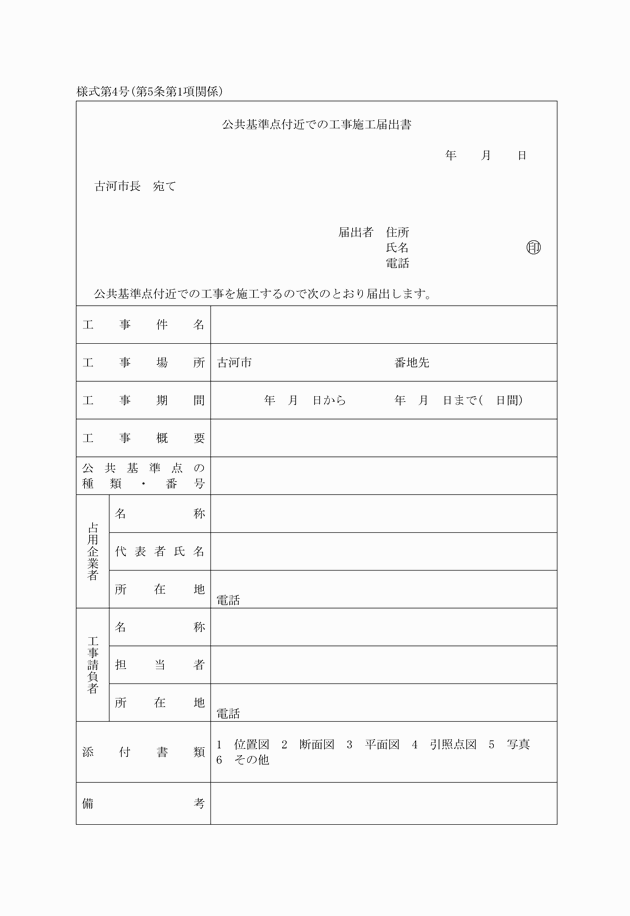 様式第4号(第5条第1項関係)
公共基準点付近での工事施工届出書
年　　月　　日
古河市長　宛て
届出者　住所
氏名　㊞
電話
公共基準点付近での工事を施工するので次のとおり届出します。
工事件名
工事場所　古河市　番地先
工事期間　年　月　日から　年　月　日まで(　日間)
工事概要
公共基準点の
種類・番号
占用企業者
名称
代表者氏名
所在地
電話
工事請負者
名称
担当者
所在地
電話
添付書類
1　位置図　2　断面図　3　平面図　4　引照点図　5　写真
6　その他
備考